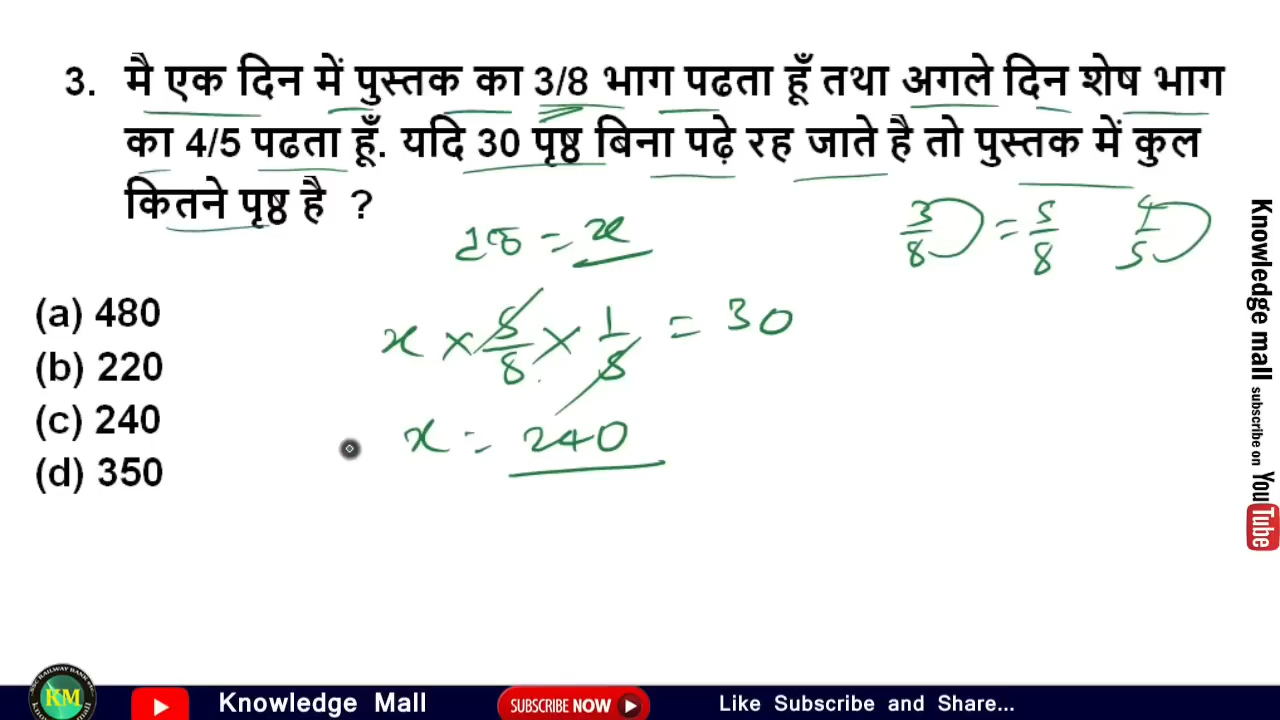 3. मै एक दिन में पुस्तक का 3/8 भाग पढता हूँ तथा अगले दिन शेष भाग
का 4/5 पढता हूँ. यदि 30 पृष्ठ बिना पढ़े रह जाते है तो पुस्तक में कुल
कितने पृष्ठ है ?
3/8 = 5/8 4/5
= x
(a) 480
(b) 220
(c) 240
(d) 350
x × 5/8 × 1/5 = 30
x = 240
Knowledge mall subscribe on YouTube
KM
Knowledge Mall
SUBSCRIBE NOW
Like Subscribe and Share...